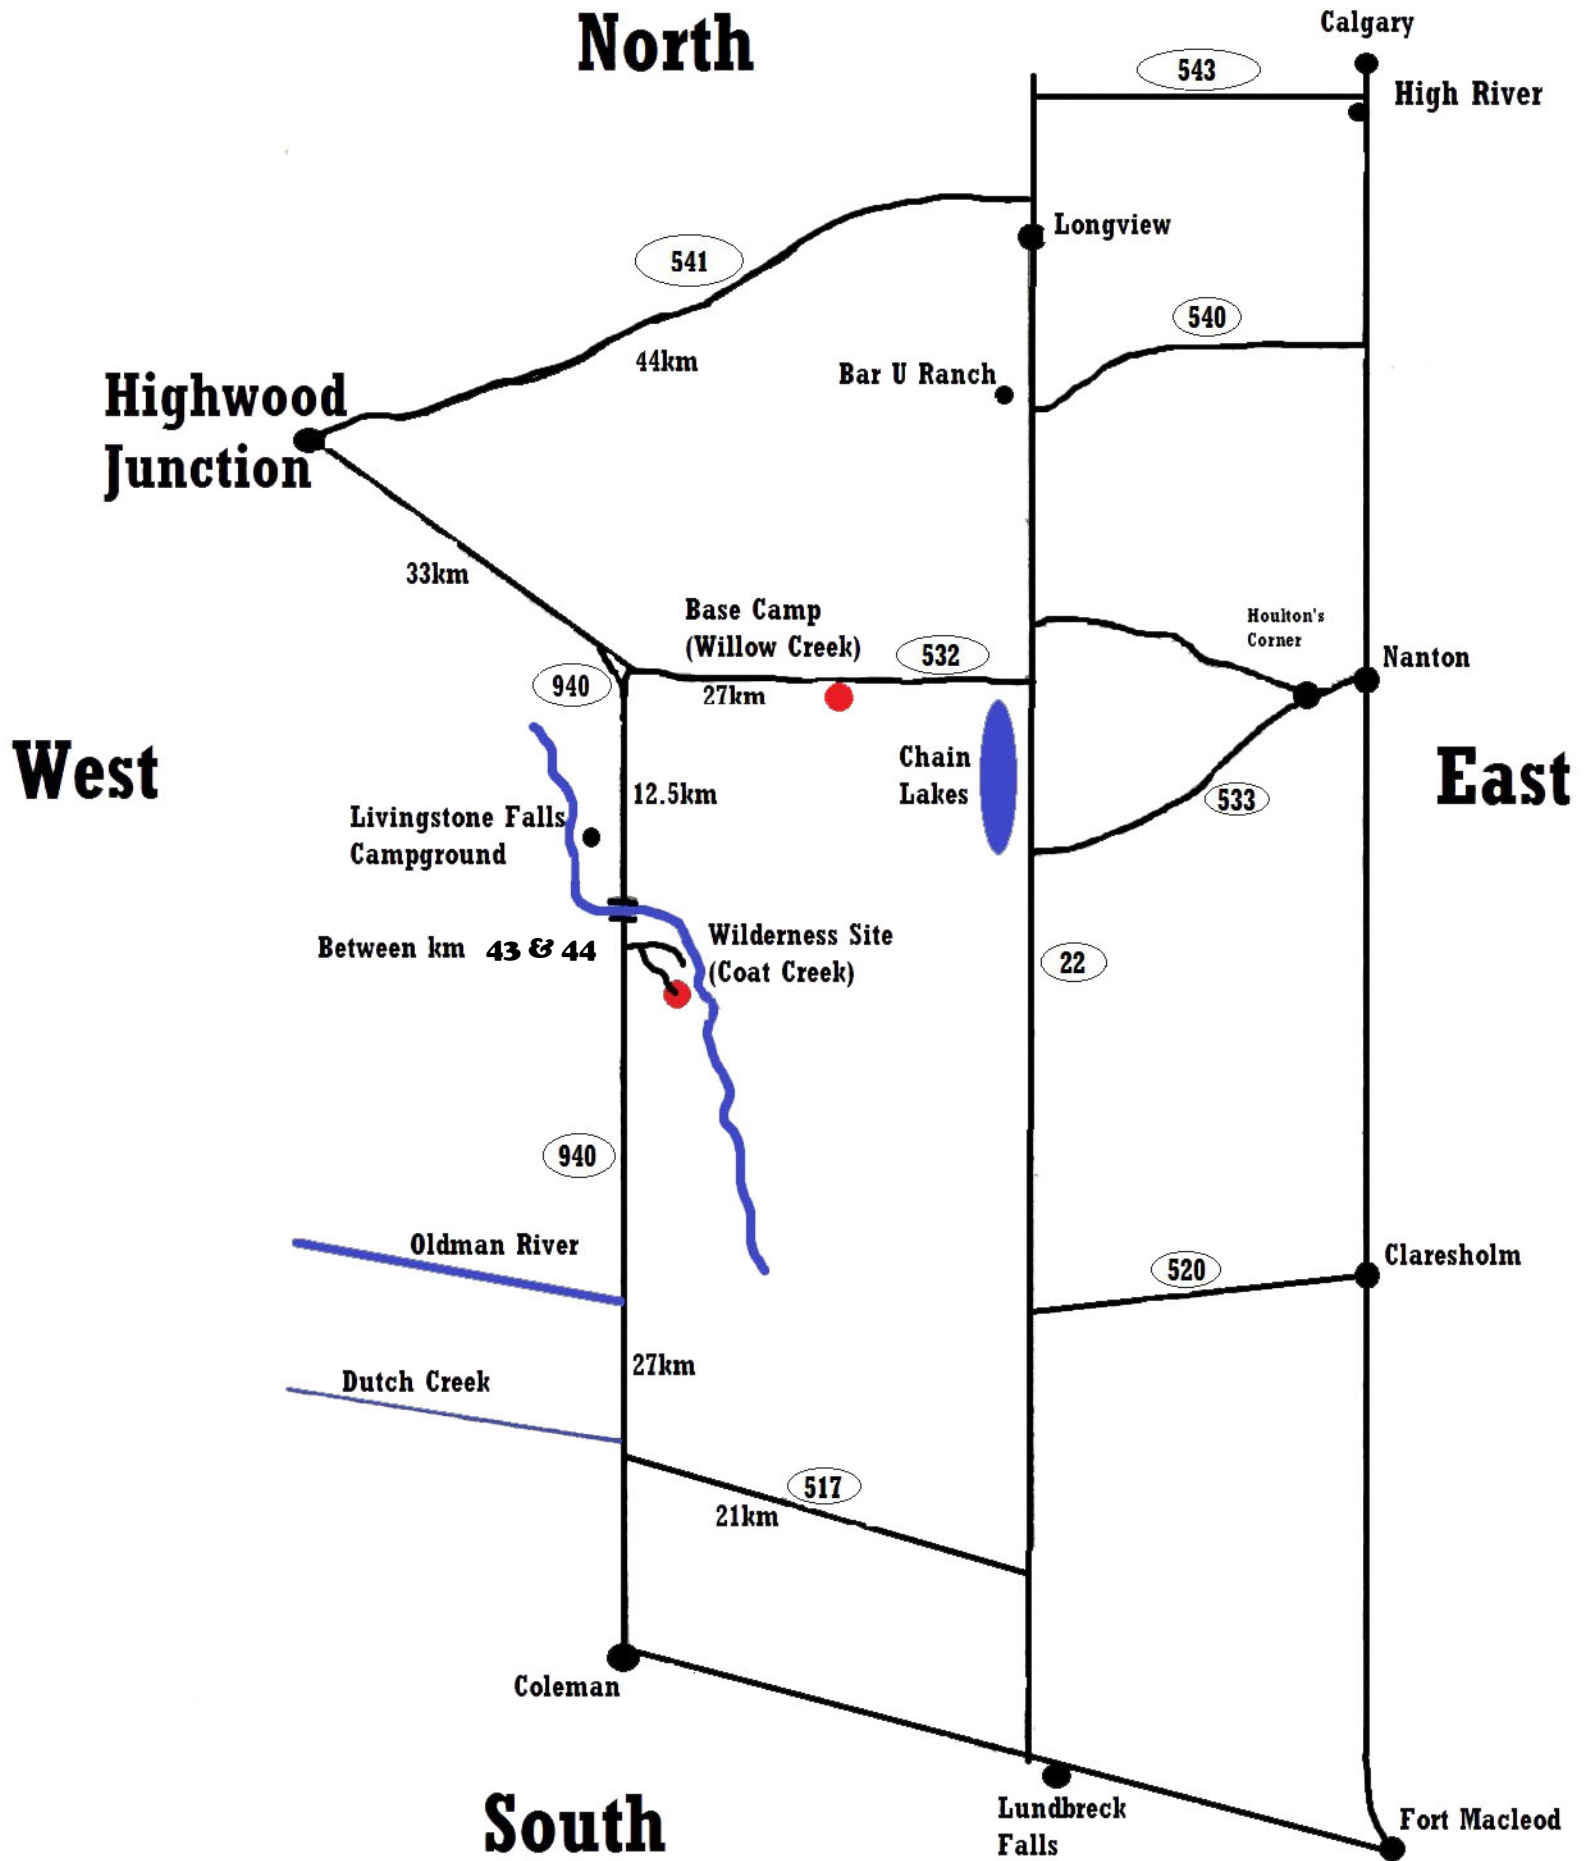 North
Calgary
543
High River
Longview
541
540
44km
Bar U Ranch
Highwood
Junction
33km
Base Camp
(Willow Creek)
532
Houlton's
Corner
Nanton
940
27km
West
East
Chain
Lakes
12.5km
533
Livingstone Falls
Campground
Between km 43 & 44
Wilderness Site
(Coat Creek)
22
940
Oldman River
Claresholm
520
27km
Dutch Creek
517
21km
Coleman
South
Lundbreck
Falls
Fort Macleod